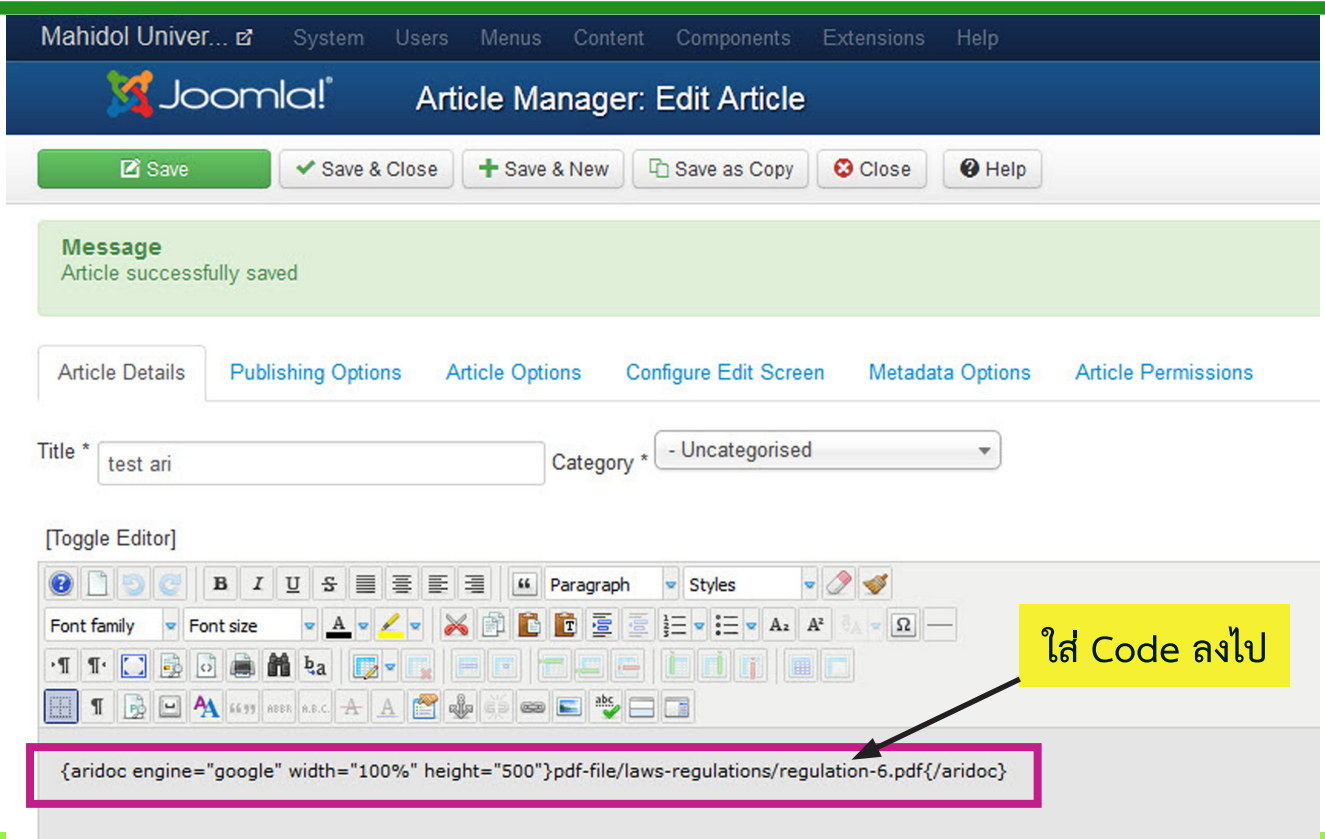 Mahidol Univer... System Users Menus Content Components Extensions Help
Joomla!® Article Manager: Edit Article
Save Save & Close Save & New Save as Copy Close Help
Message
Article successfully saved
Article Details Publishing Options Article Options Configure Edit Screen Metadata Options Article Permissions
Title * test ari Category * - Uncategorised
[Toggle Editor]
B I U S Paragraph Styles
Font family Font size A A₂ A² Ω
ใส่ Code ลงไป
{aridoc engine="google" width="100%" height="500"}pdf-file/laws-regulations/regulation-6.pdf{/aridoc}